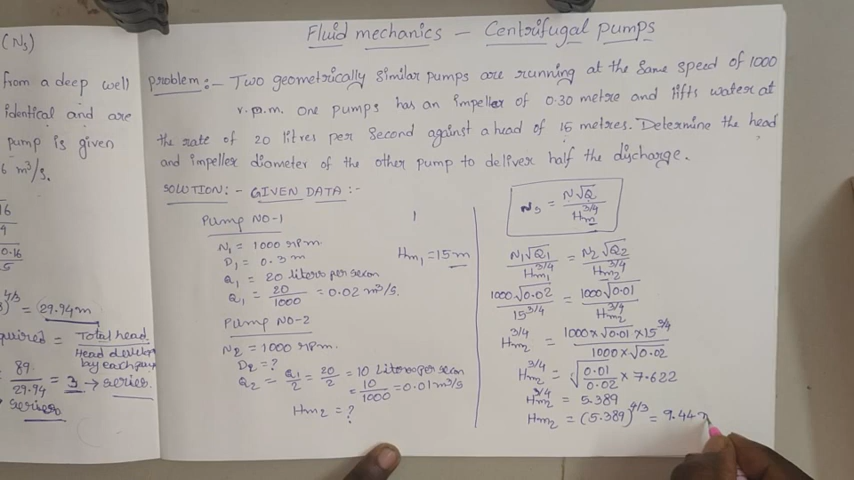 (N₃)
from a deep well
identical and are
pump is given
6 m³/s.
16
4
0.16
5
)^4/3 = 29.94m
quired = Total head
Head develop
by each pump
= 89/29.94 = 3 → series.
series
Fluid mechanics - Centrifugal pumps
problem:- Two geometrically similar pumps are running at the same speed of 1000
r.p.m. One pumps has an impeller of 0.30 metre and lifts water at
the rate of 20 litres per second against a head of 15 metres. Determine the head
and impeller diameter of the other pump to deliver half the discharge.
SOLUTION:- GIVEN DATA:-
Pump NO-1
N₁ = 1000 rpm
D₁ = 0.3 m
Hm₁ = 15m
Q₁ = 20 liters per secon
Q₁ = 20/1000 = 0.02 m³/s.
Pump NO-2
N₂ = 1000 rpm.
D₂ = ?
Q₂ = Q₁/2 = 20/2 = 10 liters per secon
= 10/1000 = 0.01 m³/s
Hm₂ = ?
Ns = N√Q / Hm^3/4
N₁√Q₁ / Hm₁^3/4 = N₂√Q₂ / Hm₂^3/4
1000√0.02 / 15^3/4 = 1000√0.01 / Hm₂^3/4
Hm₂^3/4 = 1000×√0.01×15^3/4 / 1000×√0.02
Hm₂^3/4 = √0.01/0.02 × 7.622
Hm₂^3/4 = 5.389
Hm₂ = (5.389)^4/3 = 9.44